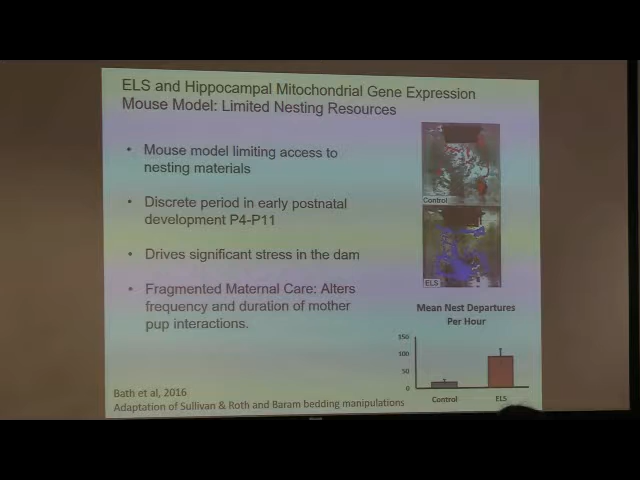 ELS and Hippocampal Mitochondrial Gene Expression
Mouse Model: Limited Nesting Resources
• Mouse model limiting access to
nesting materials
• Discrete period in early postnatal
development P4-P11
• Drives significant stress in the dam
• Fragmented Maternal Care: Alters
frequency and duration of mother
pup interactions.
Control
ELS
Mean Nest Departures
Per Hour
150
100
50
0
Control ELS
Bath et al, 2016
Adaptation of Sullivan & Roth and Baram bedding manipulations